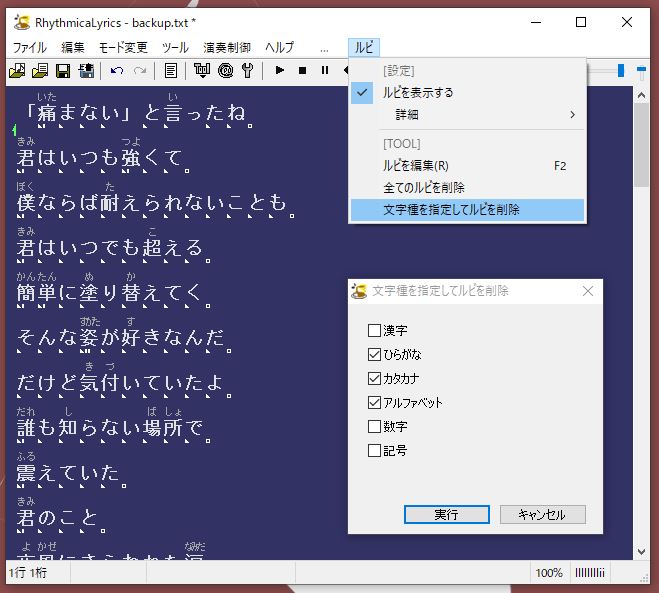 RhythmicaLyrics - backup.txt *
ファイル 編集 モード変更 ツール 演奏制御 ヘルプ ... ルビ
[設定]
ルビを表示する
詳細
[TOOL]
ルビを編集(R) F2
全てのルビを削除
文字種を指定してルビを削除
いた い
「痛まない」と言ったね。
きみ つよ
君はいつも強くて。
ぼく た
僕ならば耐えられないことも。
きみ こ
君はいつでも超える。
かんたん ぬ か
簡単に塗り替えてく。
すがた す
そんな姿が好きなんだ。
き づ
だけど気付いていたよ。
だれ し ば しょ
誰も知らない場所で。
ふる
震えていた。
きみ
君のこと。
よ かぜ なみだ
文字種を指定してルビを削除
漢字
ひらがな
カタカナ
アルファベット
数字
記号
実行 キャンセル
1行 1桁 100% lllllllllii